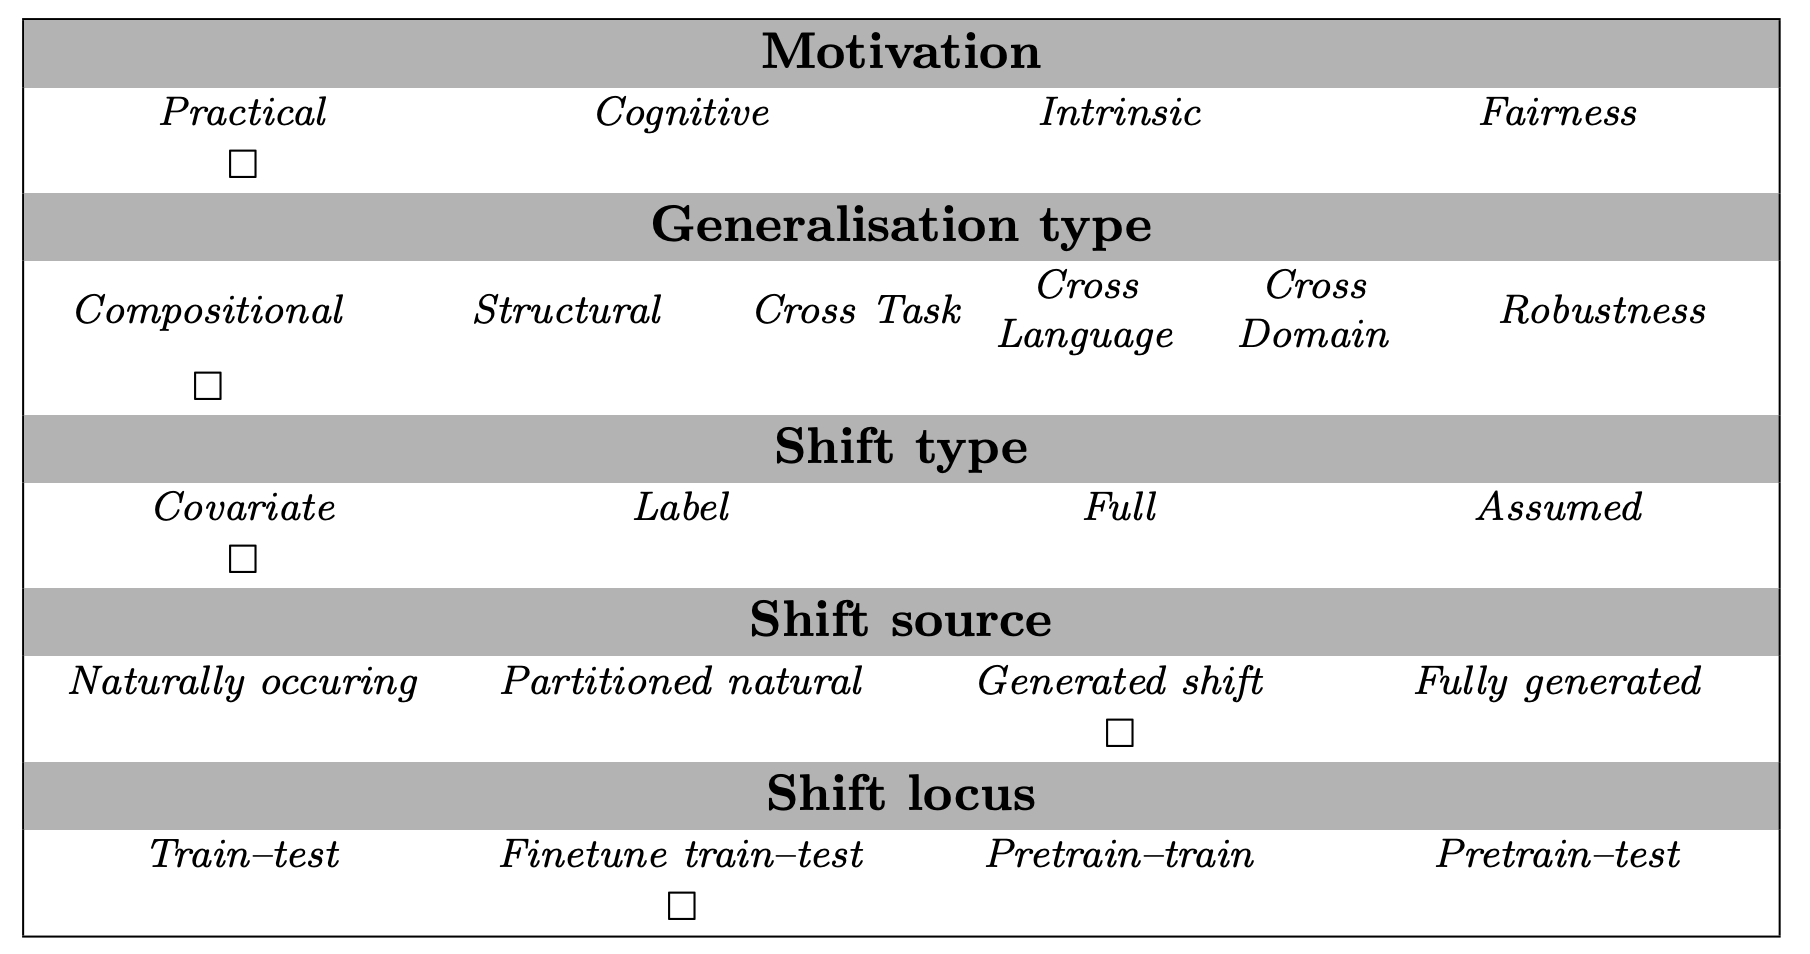 Motivation
Practical Cognitive Intrinsic Fairness
□
Generalisation type
Compositional Structural Cross Task Cross Language Cross Domain Robustness
□
Shift type
Covariate Label Full Assumed
□
Shift source
Naturally occuring Partitioned natural Generated shift Fully generated
□
Shift locus
Train–test Finetune train–test Pretrain–train Pretrain–test
□